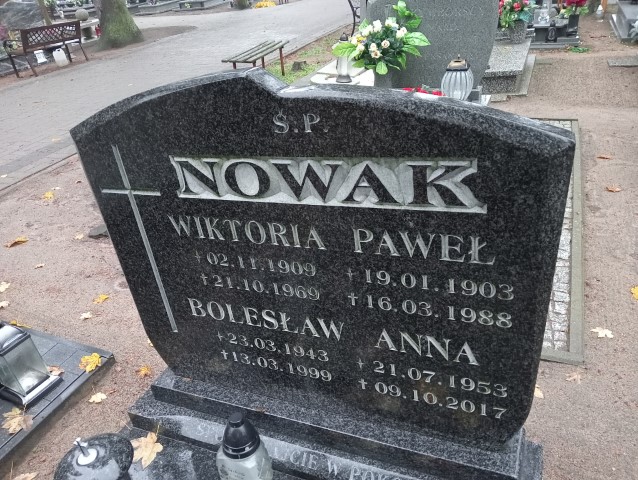 Ś.P.
NOWAK
WIKTORIA PAWEŁ
+02.11.1909 +19.01.1903
+21.10.1969 +16.03.1988
BOLESŁAW ANNA
+23.03.1943 +21.07.1953
+13.03.1999 +09.10.2017
W